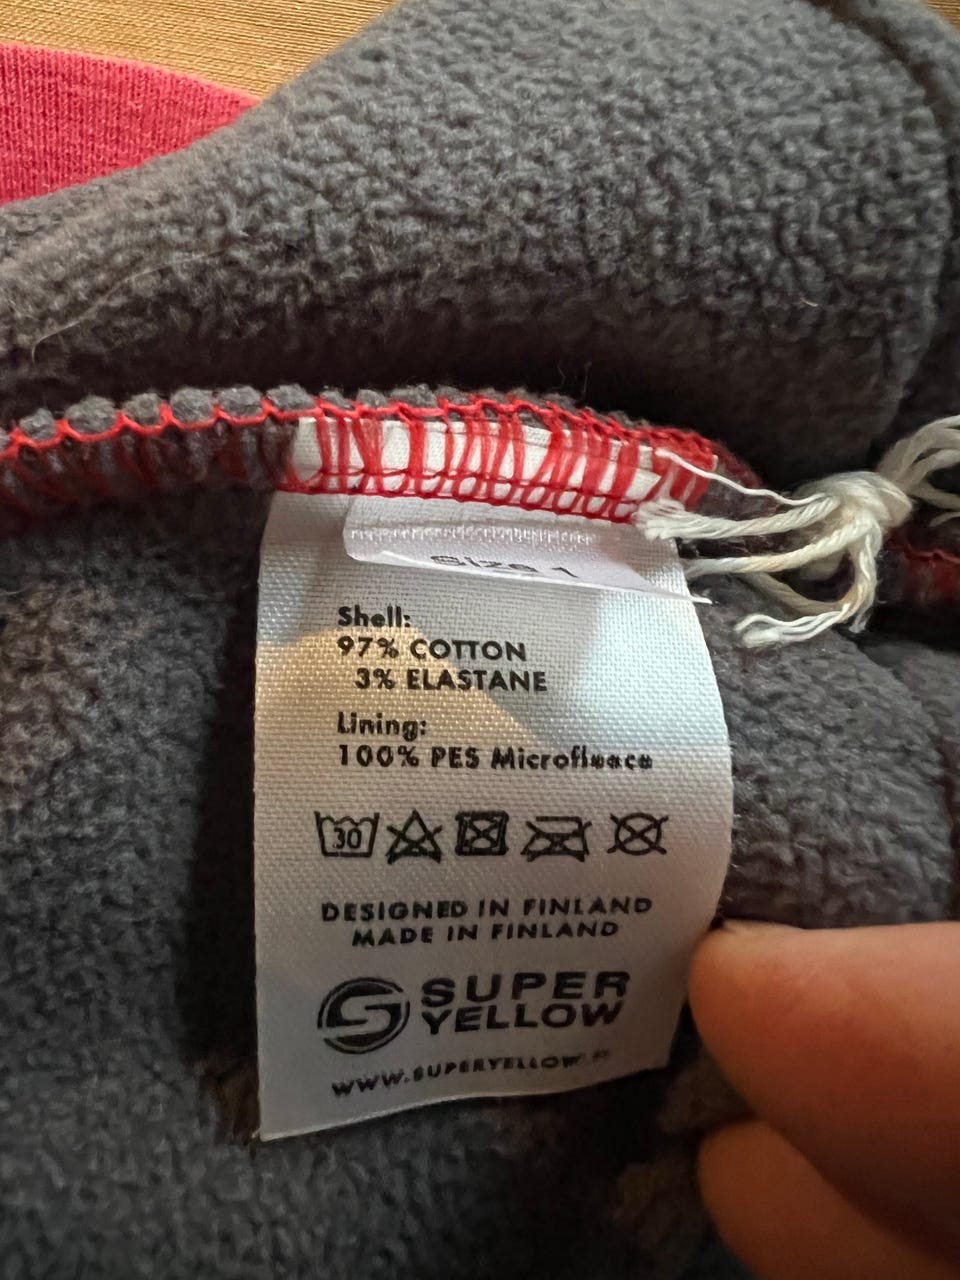 Size 1
Shell:
97% COTTON
3% ELASTANE
Lining:
100% PES Microfleece
30
DESIGNED IN FINLAND
MADE IN FINLAND
SUPER
YELLOW
WWW.SUPERYELLOW.FI